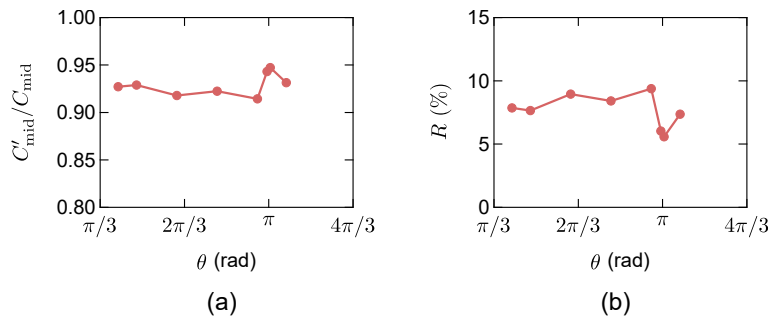 1.00
0.95
0.90
0.85
0.80
C′mid/Cmid
π/3
2π/3
π
4π/3
θ (rad)
(a)
15
10
5
0
R (%)
π/3
2π/3
π
4π/3
θ (rad)
(b)